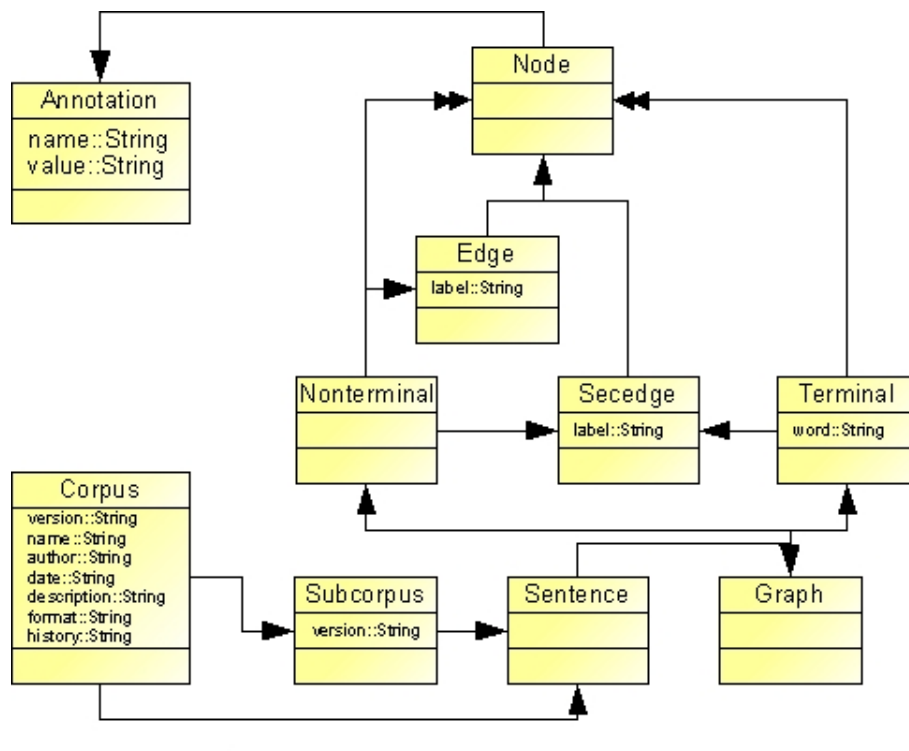 Node
Annotation
name::String
value::String
Edge
label::String
Nonterminal
Secedge
label::String
Terminal
word::String
Corpus
version::String
name::String
author::String
date::String
description::String
format::String
history::String
Subcorpus
version::String
Sentence
Graph